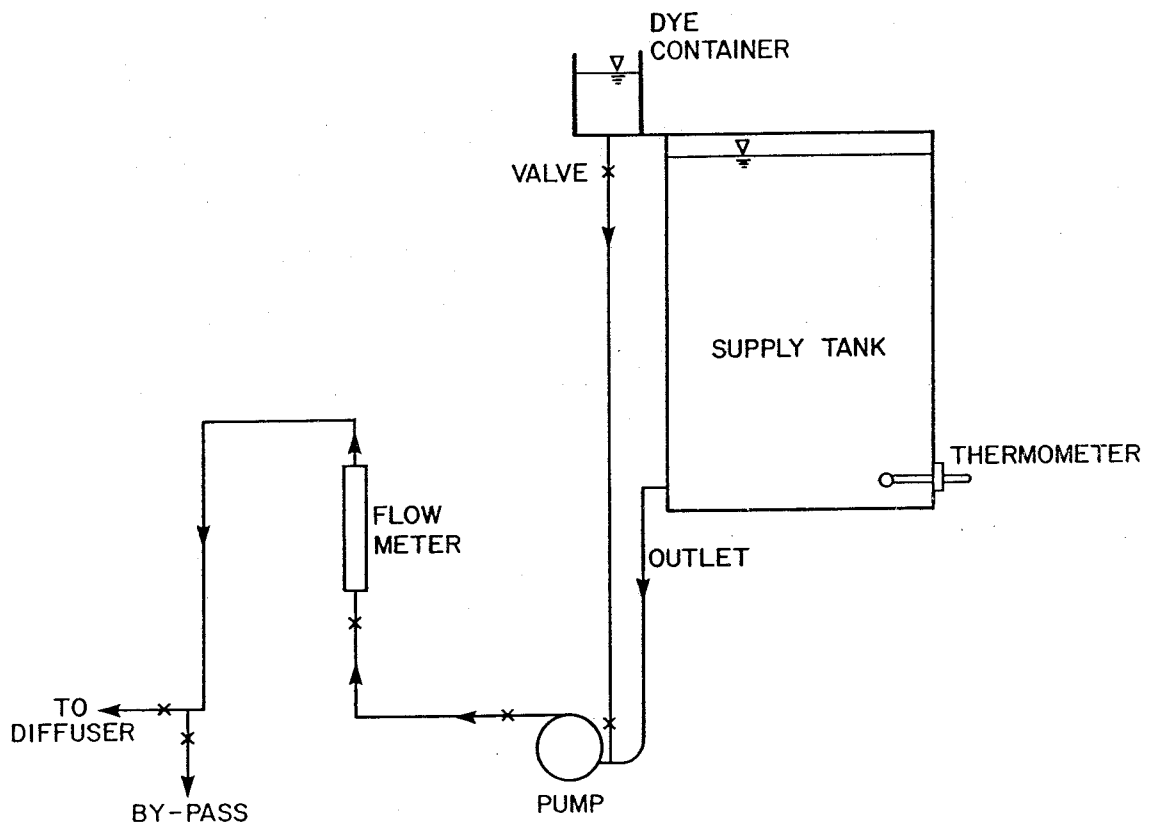 DYE
CONTAINER
VALVE
SUPPLY TANK
THERMOMETER
FLOW
METER
OUTLET
TO
DIFFUSER
PUMP
BY-PASS